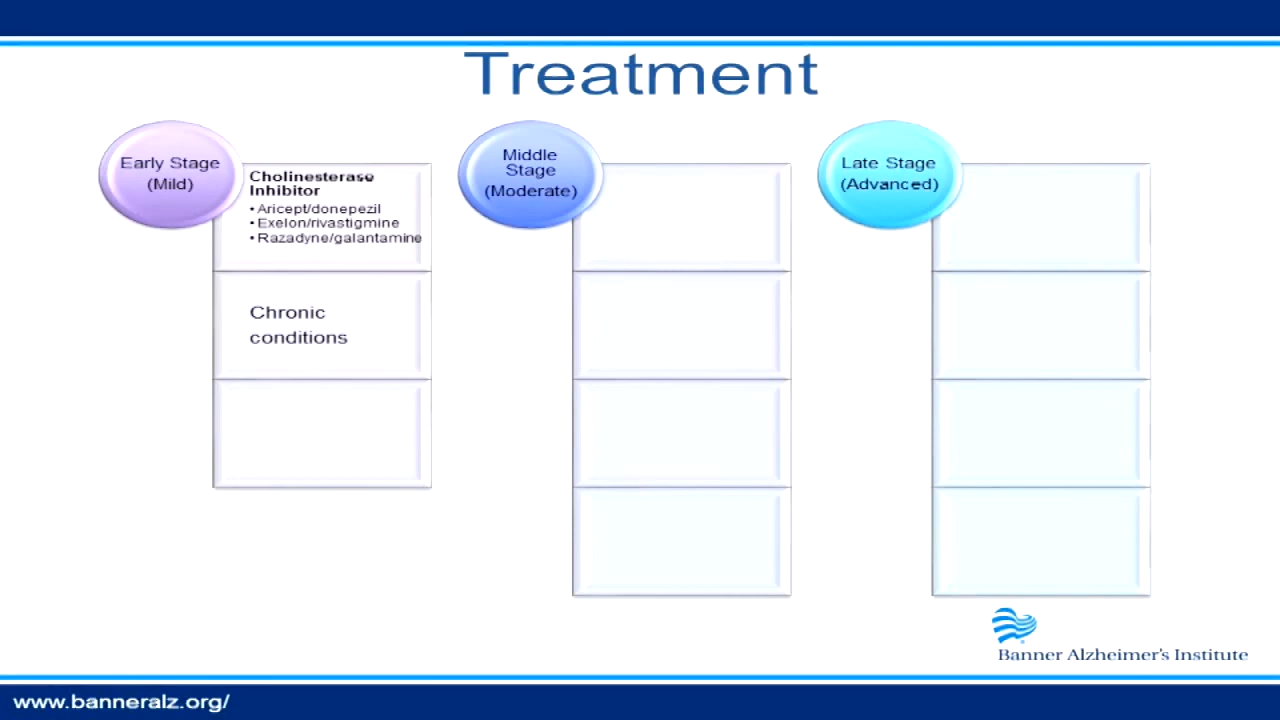 Treatment
Early Stage
(Mild)
Cholinesterase
Inhibitor
• Aricept/donepezil
• Exelon/rivastigmine
• Razadyne/galantamine
Chronic
conditions
Middle
Stage
(Moderate)
Late Stage
(Advanced)
Banner Alzheimer's Institute
www.banneralz.org/